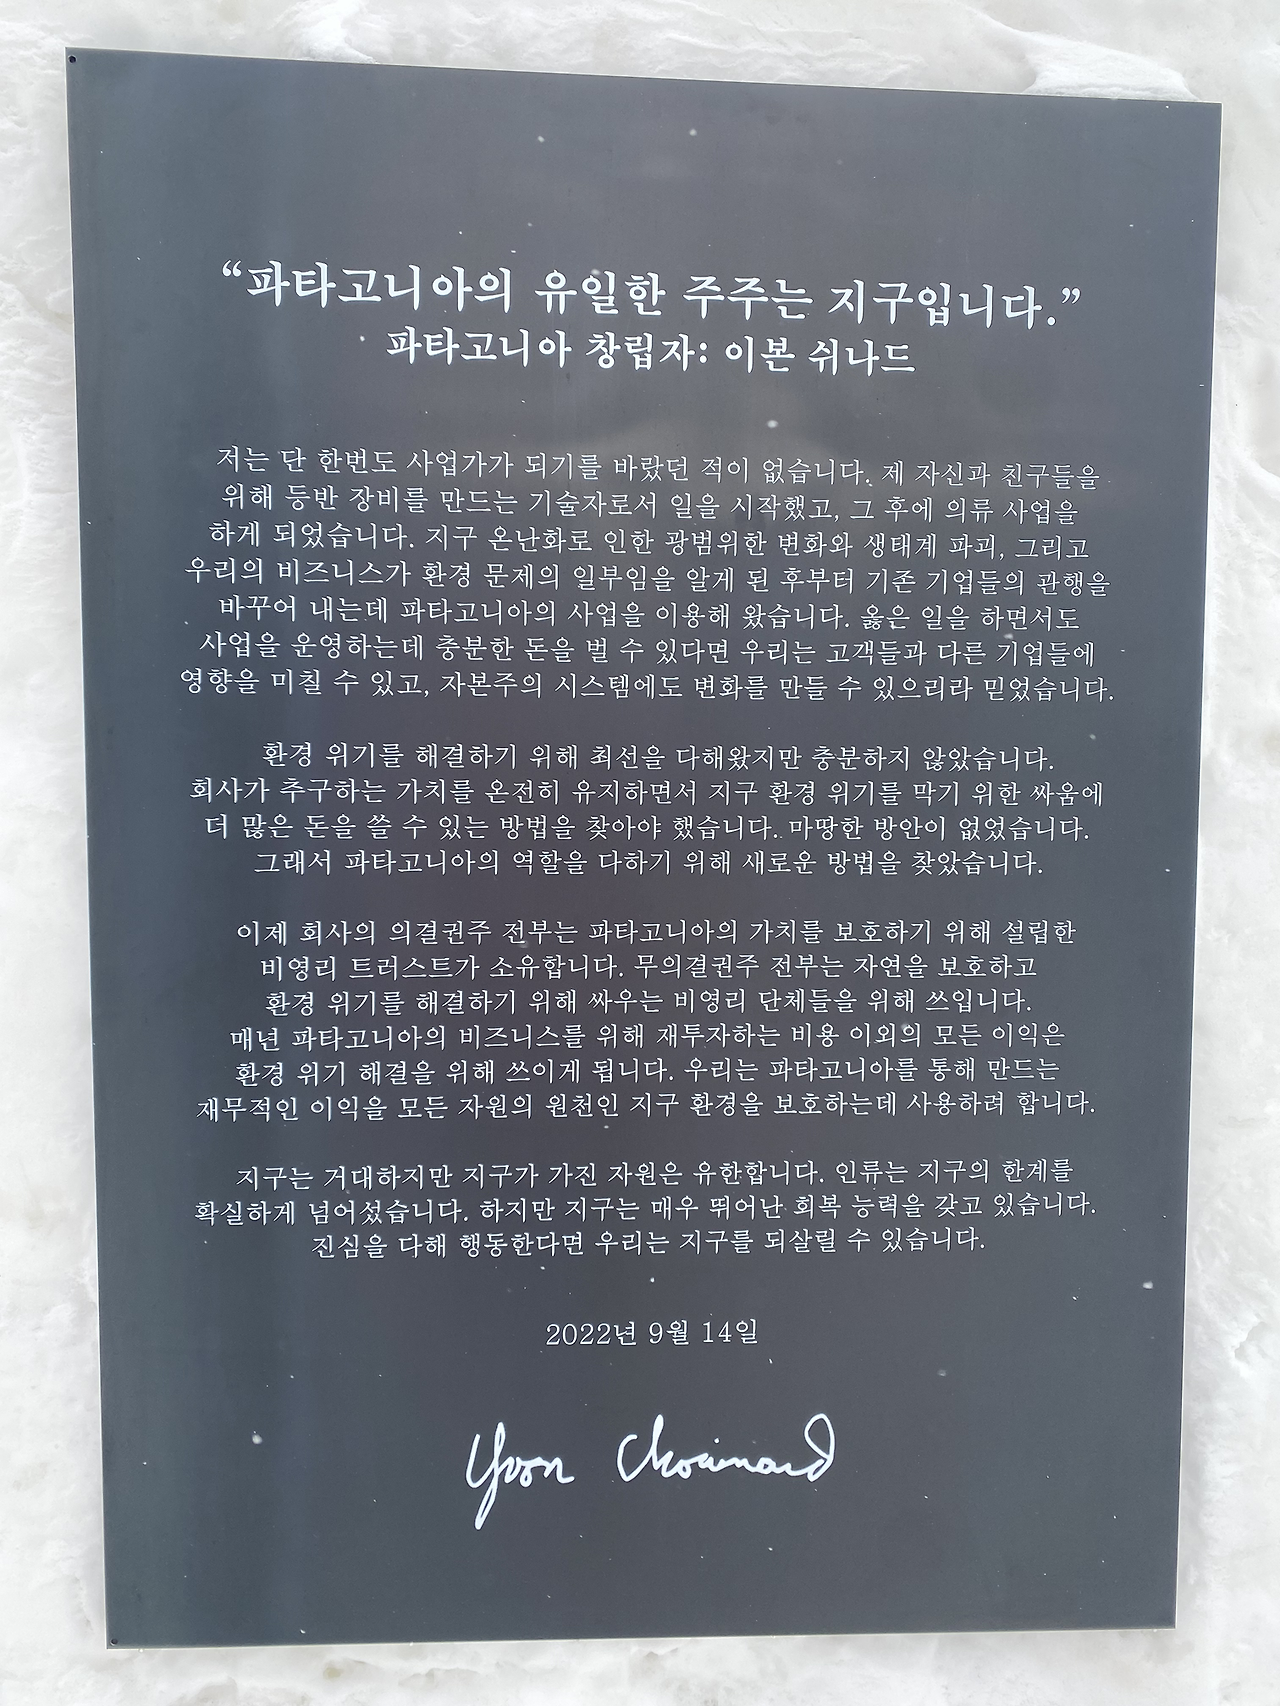 “파타고니아의 유일한 주주는 지구입니다.”
파타고니아 창립자: 이본 쉬나드
저는 단 한번도 사업가가 되기를 바랐던 적이 없습니다. 제 자신과 친구들을
위해 등반 장비를 만드는 기술자로서 일을 시작했고, 그 후에 의류 사업을
하게 되었습니다. 지구 온난화로 인한 광범위한 변화와 생태계 파괴, 그리고
우리의 비즈니스가 환경 문제의 일부임을 알게 된 후부터 기존 기업들의 관행을
바꾸어 내는데 파타고니아의 사업을 이용해 왔습니다. 옳은 일을 하면서도
사업을 운영하는데 충분한 돈을 벌 수 있다면 우리는 고객들과 다른 기업들에
영향을 미칠 수 있고, 자본주의 시스템에도 변화를 만들 수 있으리라 믿었습니다.
환경 위기를 해결하기 위해 최선을 다해왔지만 충분하지 않았습니다.
회사가 추구하는 가치를 온전히 유지하면서 지구 환경 위기를 막기 위한 싸움에
더 많은 돈을 쓸 수 있는 방법을 찾아야 했습니다. 마땅한 방안이 없었습니다.
그래서 파타고니아의 역할을 다하기 위해 새로운 방법을 찾았습니다.
이제 회사의 의결권주 전부는 파타고니아의 가치를 보호하기 위해 설립한
비영리 트러스트가 소유합니다. 무의결권주 전부는 자연을 보호하고
환경 위기를 해결하기 위해 싸우는 비영리 단체들을 위해 쓰입니다.
매년 파타고니아의 비즈니스를 위해 재투자하는 비용 이외의 모든 이익은
환경 위기 해결을 위해 쓰이게 됩니다. 우리는 파타고니아를 통해 만드는
재무적인 이익을 모든 자원의 원천인 지구 환경을 보호하는데 사용하려 합니다.
지구는 거대하지만 지구가 가진 자원은 유한합니다. 인류는 지구의 한계를
확실하게 넘어섰습니다. 하지만 지구는 매우 뛰어난 회복 능력을 갖고 있습니다.
진심을 다해 행동한다면 우리는 지구를 되살릴 수 있습니다.
2022년 9월 14일
Yvon Chouinard